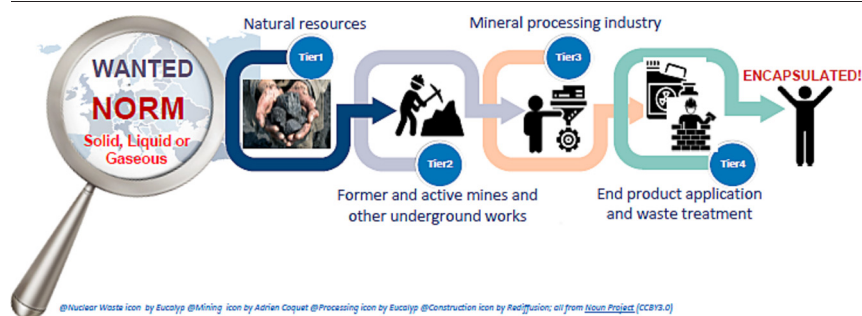 Natural resources
Mineral processing industry
Tier1
Tier3
WANTED
NORM
Solid, Liquid or
Gaseous
ENCAPSULATED!
Tier2
Tier4
Former and active mines and
other underground works
End product application
and waste treatment
@Nuclear Waste icon by Eucalyp @Mining icon by Adrien Coquet @Processing icon by Eucalyp @Construction icon by Rediffusion; all from Noun Project (CCBY3.0)